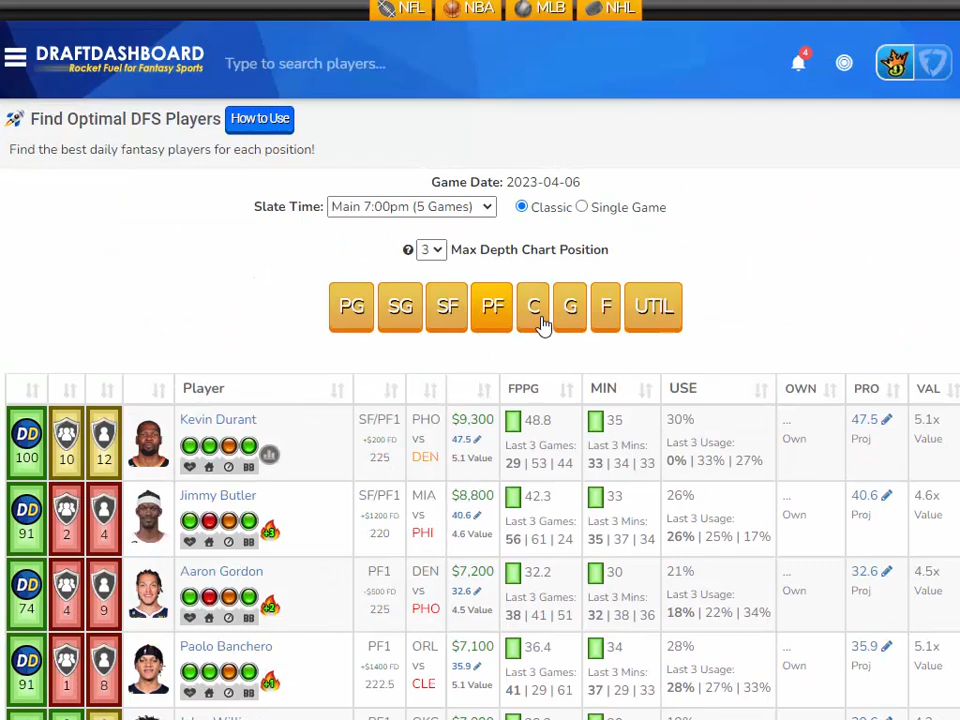 NFL NBA MLB NHL
DRAFTDASHBOARD
Rocket Fuel for Fantasy Sports
Type to search players...
4
Find Optimal DFS Players How to Use
Find the best daily fantasy players for each position!
Game Date: 2023-04-06
Slate Time: Main 7:00pm (5 Games) Classic Single Game
3 Max Depth Chart Position
PG SG SF PF C G F UTIL
Player FPPG MIN USE OWN PRO VAL
DD 100 10 12 Kevin Durant BB
SF/PF1 +$200 FD 225
PHO vs DEN
$9,300 47.5 5.1 Value
48.8 Last 3 Games: 29 | 53 | 44
35 Last 3 Mins: 33 | 34 | 33
30% Last 3 Usage: 0% | 33% | 27%
... Own
47.5 Proj
5.1x Value
DD 91 2 4 Jimmy Butler BB +3
SF/PF1 +$1200 FD 220
MIA vs PHI
$8,800 40.6 4.6 Value
42.3 Last 3 Games: 56 | 61 | 24
33 Last 3 Mins: 35 | 37 | 34
26% Last 3 Usage: 26% | 25% | 17%
... Own
40.6 Proj
4.6x Value
DD 74 4 9 Aaron Gordon BB +2
PF1 -$500 FD 225
DEN vs PHO
$7,200 32.6 4.5 Value
32.2 Last 3 Games: 38 | 41 | 51
30 Last 3 Mins: 32 | 38 | 36
21% Last 3 Usage: 18% | 22% | 34%
... Own
32.6 Proj
4.5x Value
DD 91 1 8 Paolo Banchero BB
PF1 +$1400 FD 222.5
ORL vs CLE
$7,100 35.9 5.1 Value
36.4 Last 3 Games: 41 | 29 | 61
34 Last 3 Mins: 37 | 29 | 33
28% Last 3 Usage: 28% | 27% | 33%
... Own
35.9 Proj
5.1x Value